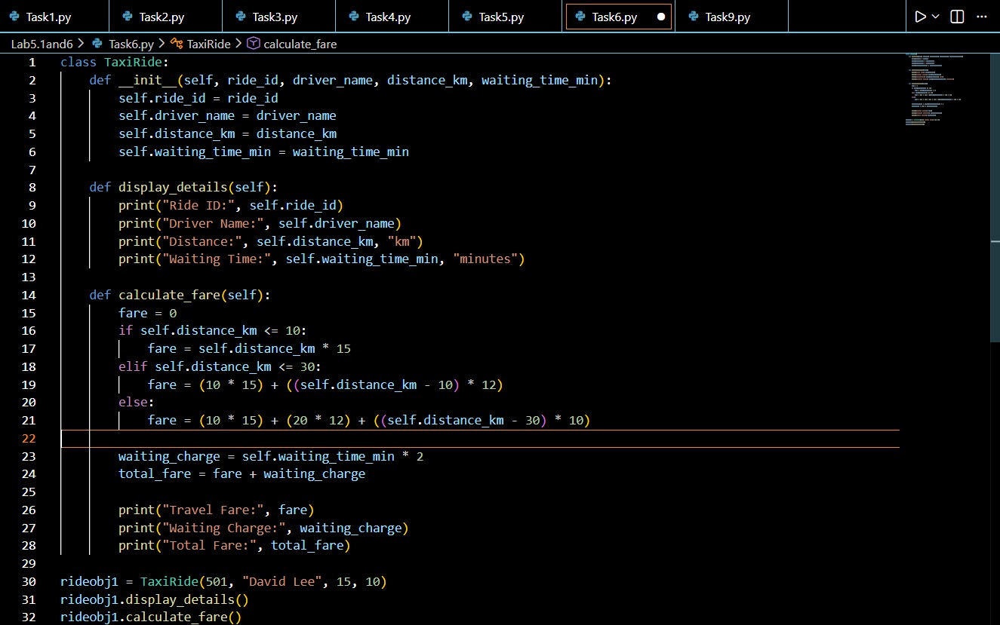 Task1.py Task2.py Task3.py Task4.py Task5.py Task6.py Task9.py
Lab5.1and6 > Task6.py > TaxiRide > calculate_fare
1 class TaxiRide:
2     def __init__(self, ride_id, driver_name, distance_km, waiting_time_min):
3         self.ride_id = ride_id
4         self.driver_name = driver_name
5         self.distance_km = distance_km
6         self.waiting_time_min = waiting_time_min
7
8     def display_details(self):
9         print("Ride ID:", self.ride_id)
10         print("Driver Name:", self.driver_name)
11         print("Distance:", self.distance_km, "km")
12         print("Waiting Time:", self.waiting_time_min, "minutes")
13
14     def calculate_fare(self):
15         fare = 0
16         if self.distance_km <= 10:
17             fare = self.distance_km * 15
18         elif self.distance_km <= 30:
19             fare = (10 * 15) + ((self.distance_km - 10) * 12)
20         else:
21             fare = (10 * 15) + (20 * 12) + ((self.distance_km - 30) * 10)
22
23         waiting_charge = self.waiting_time_min * 2
24         total_fare = fare + waiting_charge
25
26         print("Travel Fare:", fare)
27         print("Waiting Charge:", waiting_charge)
28         print("Total Fare:", total_fare)
29
30 rideobj1 = TaxiRide(501, "David Lee", 15, 10)
31 rideobj1.display_details()
32 rideobj1.calculate_fare()